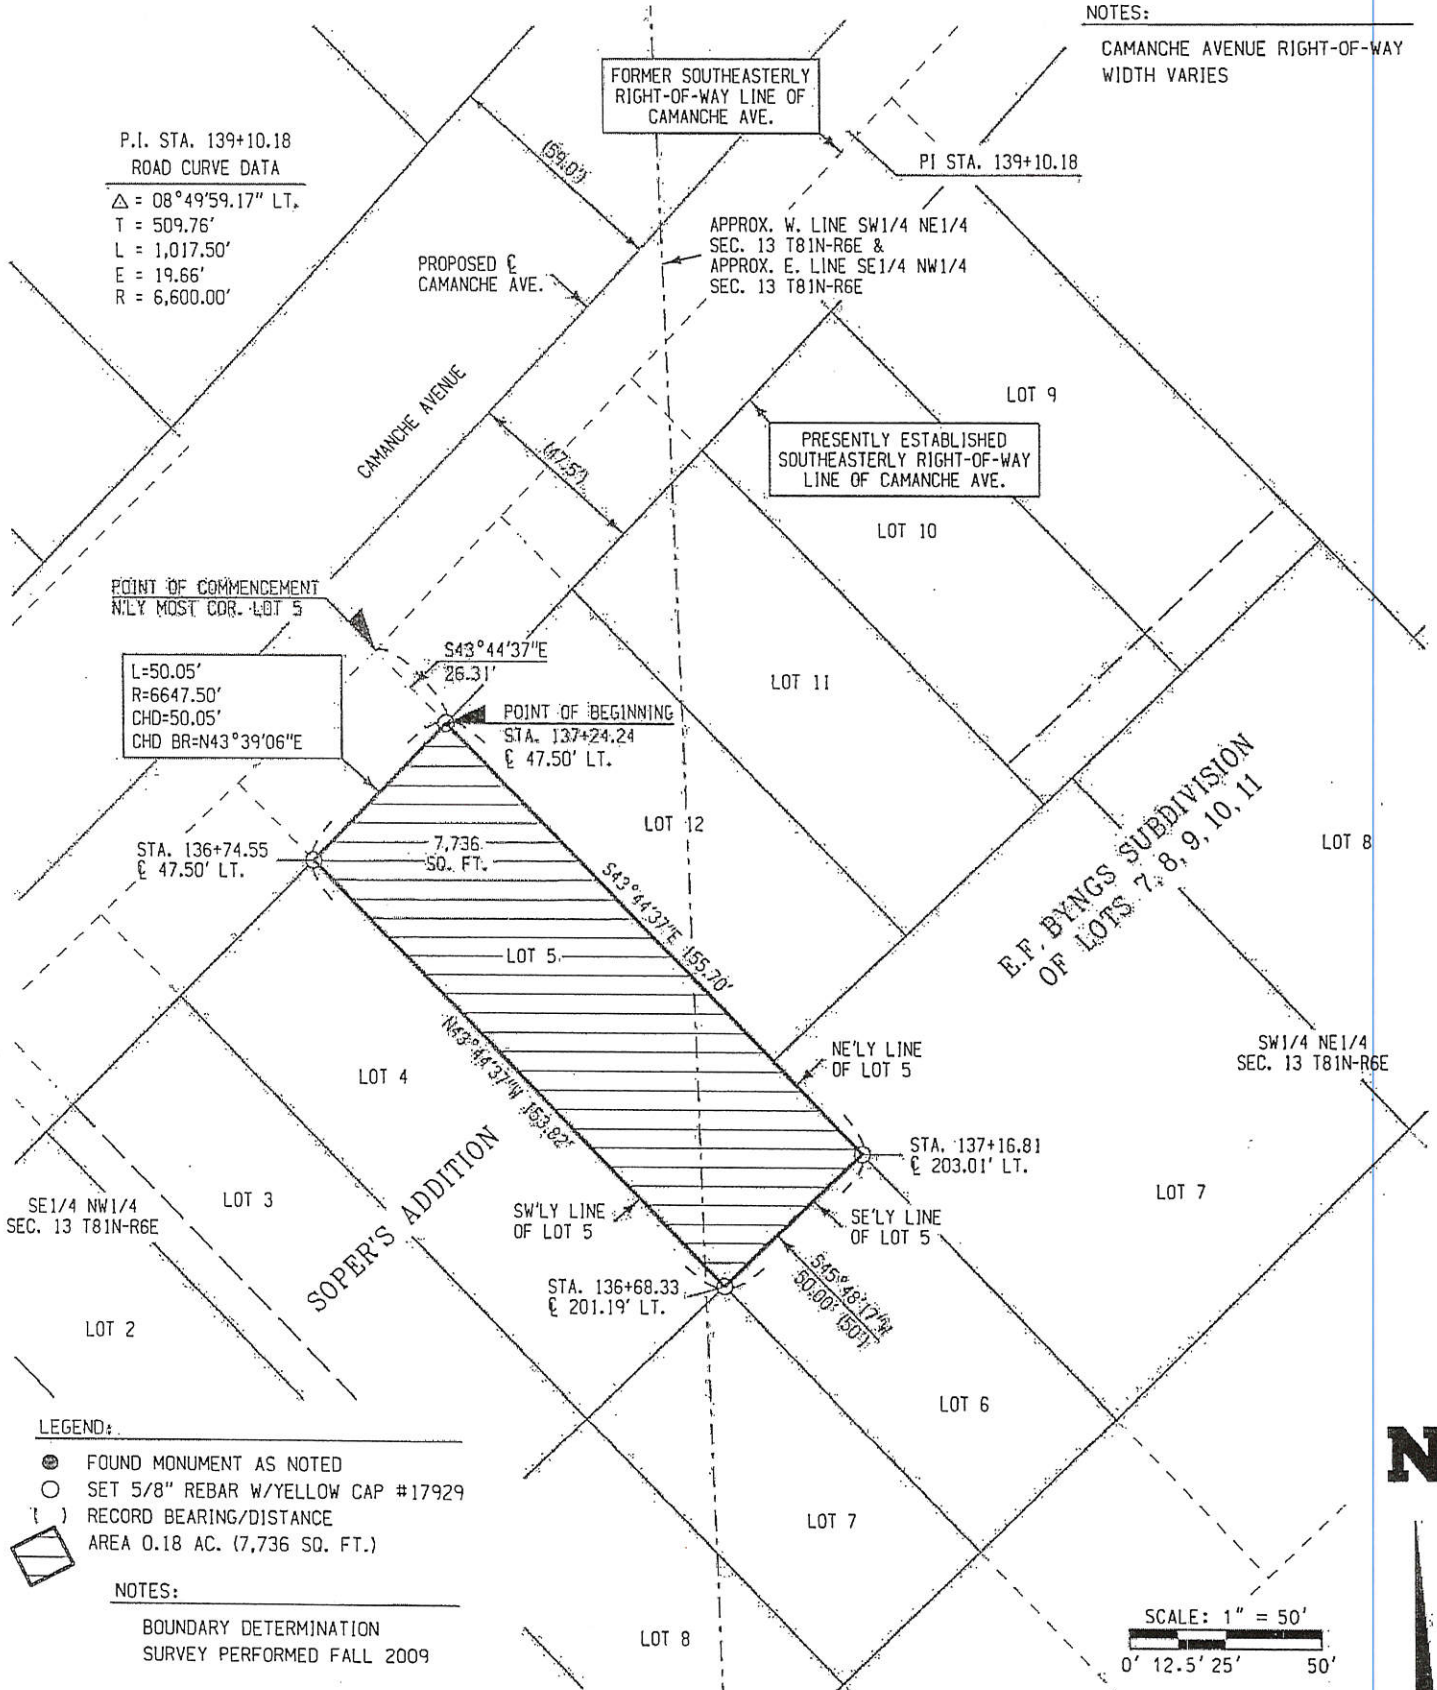 NOTES:
CAMANCHE AVENUE RIGHT-OF-WAY
WIDTH VARIES
FORMER SOUTHEASTERLY
RIGHT-OF-WAY LINE OF
CAMANCHE AVE.
P.I. STA. 139+10.18
ROAD CURVE DATA
△ = 08°49'59.17" LT.
T = 509.76'
L = 1,017.50'
E = 19.66'
R = 6,600.00'
(59.0')
PI STA. 139+10.18
APPROX. W. LINE SW1/4 NE1/4
SEC. 13 T81N-R6E &
APPROX. E. LINE SE1/4 NW1/4
SEC. 13 T81N-R6E
PROPOSED ℄
CAMANCHE AVE.
CAMANCHE AVENUE
LOT 9
(47.5')
PRESENTLY ESTABLISHED
SOUTHEASTERLY RIGHT-OF-WAY
LINE OF CAMANCHE AVE.
LOT 10
POINT OF COMMENCEMENT
N'LY MOST COR. LOT 5
S43°44'37"E
26.31'
LOT 11
L=50.05'
R=6647.50'
CHD=50.05'
CHD BR=N43°39'06"E
POINT OF BEGINNING
STA. 137+24.24
℄ 47.50' LT.
LOT 12
E.F. BYNGS SUBDIVISION
OF LOTS 7, 8, 9, 10, 11
LOT 8
STA. 136+74.55
℄ 47.50' LT.
7,736
SQ. FT.
S43°44'37"E 155.70'
LOT 5
N43°44'37"W 153.82'
LOT 4
NE'LY LINE
OF LOT 5
SW1/4 NE1/4
SEC. 13 T81N-R6E
STA. 137+16.81
℄ 203.01' LT.
SE1/4 NW1/4
SEC. 13 T81N-R6E
LOT 3
SOPER'S ADDITION
SW'LY LINE
OF LOT 5
SE'LY LINE
OF LOT 5
LOT 7
S45°48'17"W
50.00' (50')
STA. 136+68.33
℄ 201.19' LT.
LOT 2
LOT 6
LEGEND:
FOUND MONUMENT AS NOTED
SET 5/8" REBAR W/YELLOW CAP #17929
( ) RECORD BEARING/DISTANCE
AREA 0.18 AC. (7,736 SQ. FT.)
LOT 7
N
NOTES:
BOUNDARY DETERMINATION
SURVEY PERFORMED FALL 2009
LOT 8
SCALE: 1" = 50'
0' 12.5' 25' 50'